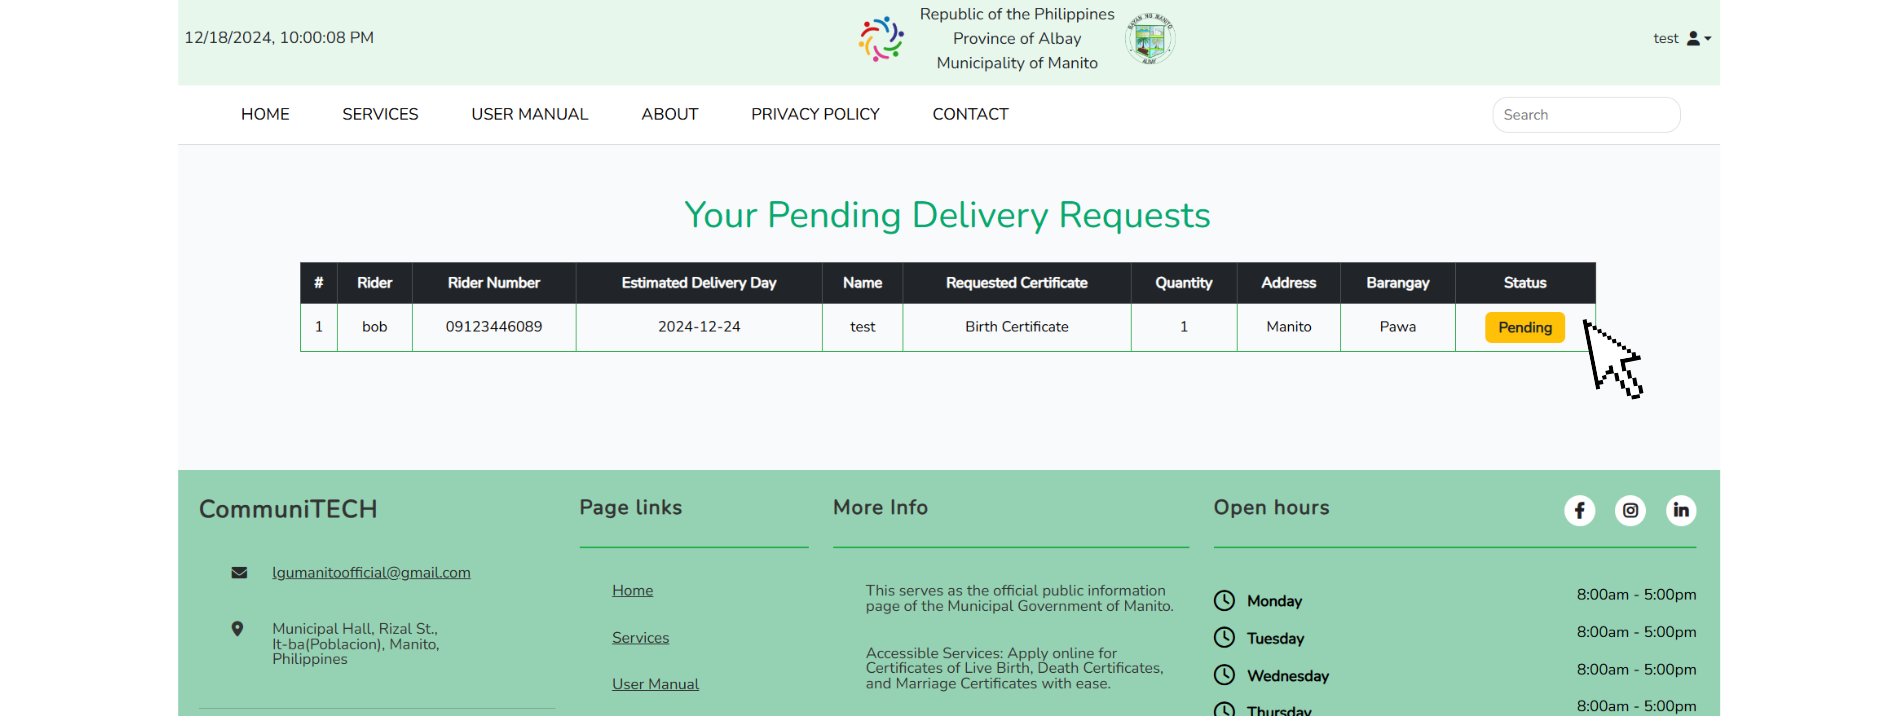 12/18/2024, 10:00:08 PM
Republic of the Philippines
Province of Albay
Municipality of Manito
BAYAN NG MANITO
ALBAY
test
HOME SERVICES USER MANUAL ABOUT PRIVACY POLICY CONTACT Search
Your Pending Delivery Requests
# Rider Rider Number Estimated Delivery Day Name Requested Certificate Quantity Address Barangay Status
1 bob 09123446089 2024-12-24 test Birth Certificate 1 Manito Pawa Pending
CommuniTECH
lgumanitoofficial@gmail.com
Municipal Hall, Rizal St.,
It-ba(Poblacion), Manito,
Philippines
Page links
Home
Services
User Manual
More Info
This serves as the official public information
page of the Municipal Government of Manito.
Accessible Services: Apply online for
Certificates of Live Birth, Death Certificates,
and Marriage Certificates with ease.
Open hours
Monday 8:00am - 5:00pm
Tuesday 8:00am - 5:00pm
Wednesday 8:00am - 5:00pm
Thursday 8:00am - 5:00pm